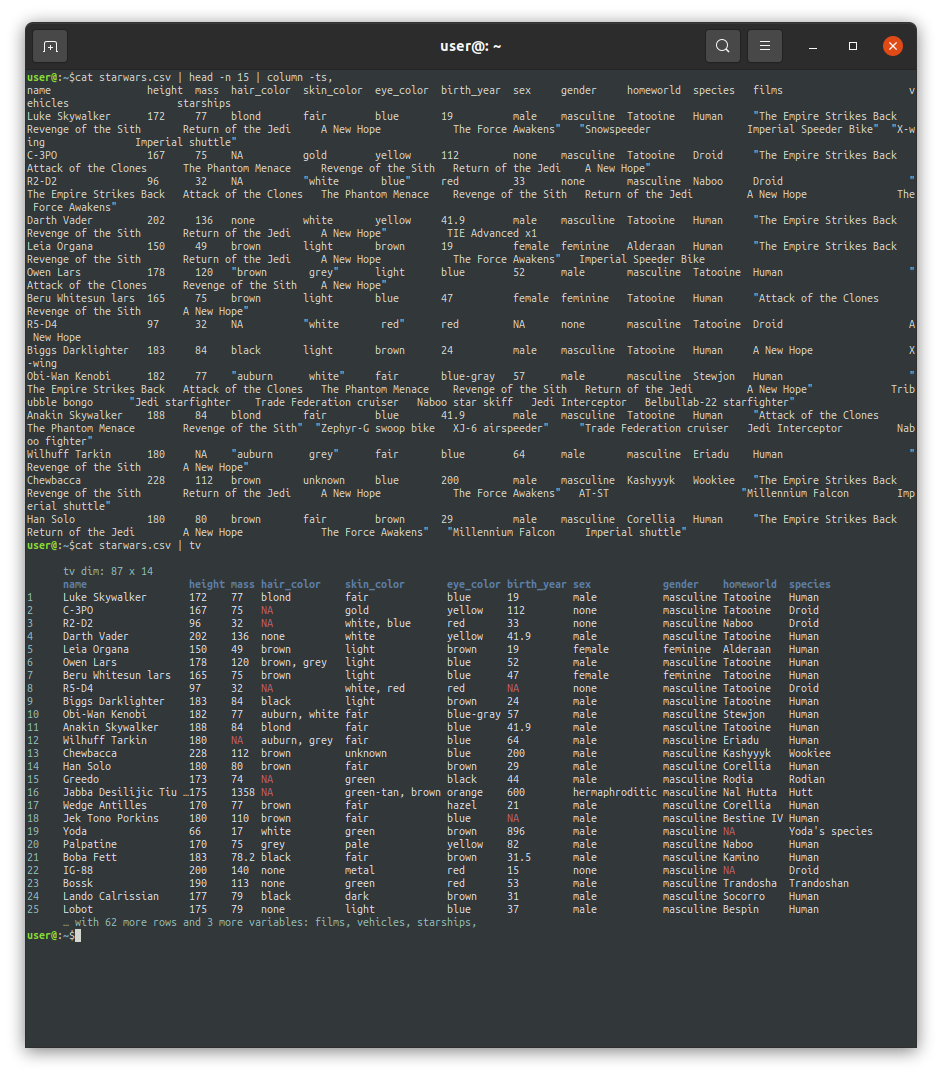 user@: ~
user@:~$cat starwars.csv | head -n 15 | column -ts,
name height mass hair_color skin_color eye_color birth_year sex gender homeworld species films v
ehicles starships
Luke Skywalker 172 77 blond fair blue 19 male masculine Tatooine Human "The Empire Strikes Back
Revenge of the Sith Return of the Jedi A New Hope The Force Awakens" "Snowspeeder Imperial Speeder Bike" "X-w
ing Imperial shuttle"
C-3PO 167 75 NA gold yellow 112 none masculine Tatooine Droid "The Empire Strikes Back
Attack of the Clones The Phantom Menace Revenge of the Sith Return of the Jedi A New Hope"
R2-D2 96 32 NA "white blue" red 33 none masculine Naboo Droid "
The Empire Strikes Back Attack of the Clones The Phantom Menace Revenge of the Sith Return of the Jedi A New Hope The
Force Awakens"
Darth Vader 202 136 none white yellow 41.9 male masculine Tatooine Human "The Empire Strikes Back
Revenge of the Sith Return of the Jedi A New Hope" TIE Advanced x1
Leia Organa 150 49 brown light brown 19 female feminine Alderaan Human "The Empire Strikes Back
Revenge of the Sith Return of the Jedi A New Hope The Force Awakens" Imperial Speeder Bike
Owen Lars 178 120 "brown grey" light blue 52 male masculine Tatooine Human "
Attack of the Clones Revenge of the Sith A New Hope"
Beru Whitesun lars 165 75 brown light blue 47 female feminine Tatooine Human "Attack of the Clones
Revenge of the Sith A New Hope"
R5-D4 97 32 NA "white red" red NA none masculine Tatooine Droid A
New Hope
Biggs Darklighter 183 84 black light brown 24 male masculine Tatooine Human A New Hope X
-wing
Obi-Wan Kenobi 182 77 "auburn white" fair blue-gray 57 male masculine Stewjon Human "
The Empire Strikes Back Attack of the Clones The Phantom Menace Revenge of the Sith Return of the Jedi A New Hope" Trib
ubble bongo "Jedi starfighter Trade Federation cruiser Naboo star skiff Jedi Interceptor Belbullab-22 starfighter"
Anakin Skywalker 188 84 blond fair blue 41.9 male masculine Tatooine Human "Attack of the Clones
The Phantom Menace Revenge of the Sith" "Zephyr-G swoop bike XJ-6 airspeeder" "Trade Federation cruiser Jedi Interceptor Nab
oo fighter"
Wilhuff Tarkin 180 NA "auburn grey" fair blue 64 male masculine Eriadu Human "
Revenge of the Sith A New Hope"
Chewbacca 228 112 brown unknown blue 200 male masculine Kashyyyk Wookiee "The Empire Strikes Back
Revenge of the Sith Return of the Jedi A New Hope The Force Awakens" AT-ST "Millennium Falcon Imp
erial shuttle"
Han Solo 180 80 brown fair brown 29 male masculine Corellia Human "The Empire Strikes Back
Return of the Jedi A New Hope The Force Awakens" "Millennium Falcon Imperial shuttle"
user@:~$cat starwars.csv | tv
tv dim: 87 x 14
name height mass hair_color skin_color eye_color birth_year sex gender homeworld species
1 Luke Skywalker 172 77 blond fair blue 19 male masculine Tatooine Human
2 C-3PO 167 75 NA gold yellow 112 none masculine Tatooine Droid
3 R2-D2 96 32 NA white, blue red 33 none masculine Naboo Droid
4 Darth Vader 202 136 none white yellow 41.9 male masculine Tatooine Human
5 Leia Organa 150 49 brown light brown 19 female feminine Alderaan Human
6 Owen Lars 178 120 brown, grey light blue 52 male masculine Tatooine Human
7 Beru Whitesun lars 165 75 brown light blue 47 female feminine Tatooine Human
8 R5-D4 97 32 NA white, red red NA none masculine Tatooine Droid
9 Biggs Darklighter 183 84 black light brown 24 male masculine Tatooine Human
10 Obi-Wan Kenobi 182 77 auburn, white fair blue-gray 57 male masculine Stewjon Human
11 Anakin Skywalker 188 84 blond fair blue 41.9 male masculine Tatooine Human
12 Wilhuff Tarkin 180 NA auburn, grey fair blue 64 male masculine Eriadu Human
13 Chewbacca 228 112 brown unknown blue 200 male masculine Kashyyyk Wookiee
14 Han Solo 180 80 brown fair brown 29 male masculine Corellia Human
15 Greedo 173 74 NA green black 44 male masculine Rodia Rodian
16 Jabba Desilijic Tiu …175 1358 NA green-tan, brown orange 600 hermaphroditic masculine Nal Hutta Hutt
17 Wedge Antilles 170 77 brown fair hazel 21 male masculine Corellia Human
18 Jek Tono Porkins 180 110 brown fair blue NA male masculine Bestine IV Human
19 Yoda 66 17 white green brown 896 male masculine NA Yoda's species
20 Palpatine 170 75 grey pale yellow 82 male masculine Naboo Human
21 Boba Fett 183 78.2 black fair brown 31.5 male masculine Kamino Human
22 IG-88 200 140 none metal red 15 none masculine NA Droid
23 Bossk 190 113 none green red 53 male masculine Trandosha Trandoshan
24 Lando Calrissian 177 79 black dark brown 31 male masculine Socorro Human
25 Lobot 175 79 none light blue 37 male masculine Bespin Human
… with 62 more rows and 3 more variables: films, vehicles, starships,
user@:~$